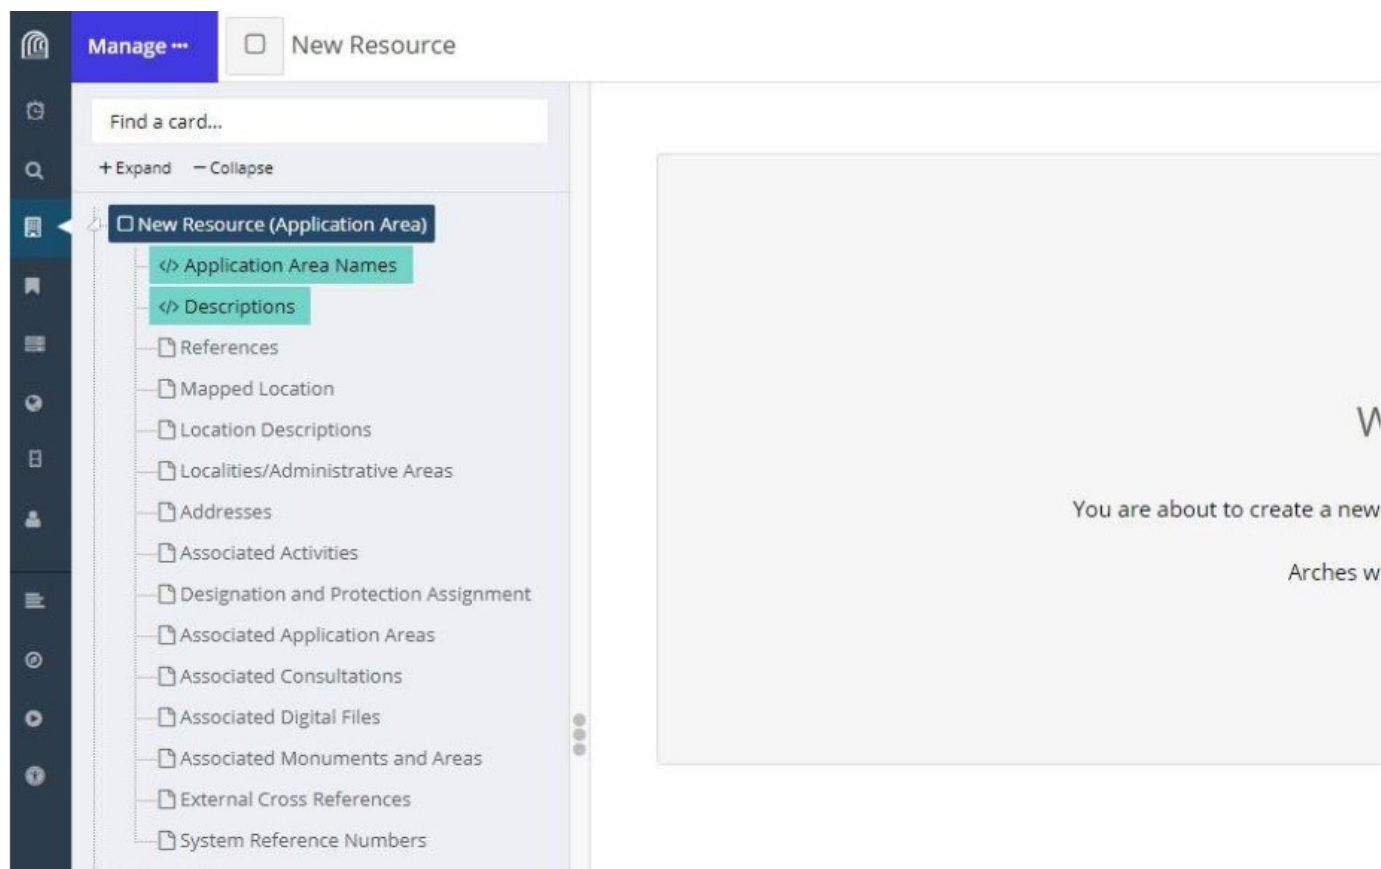 Manage ···
New Resource
Find a card...
+ Expand − Collapse
New Resource (Application Area)
</> Application Area Names
</> Descriptions
References
Mapped Location
Location Descriptions
Localities/Administrative Areas
Addresses
Associated Activities
Designation and Protection Assignment
Associated Application Areas
Associated Consultations
Associated Digital Files
Associated Monuments and Areas
External Cross References
System Reference Numbers
You are about to create a new
Arches w